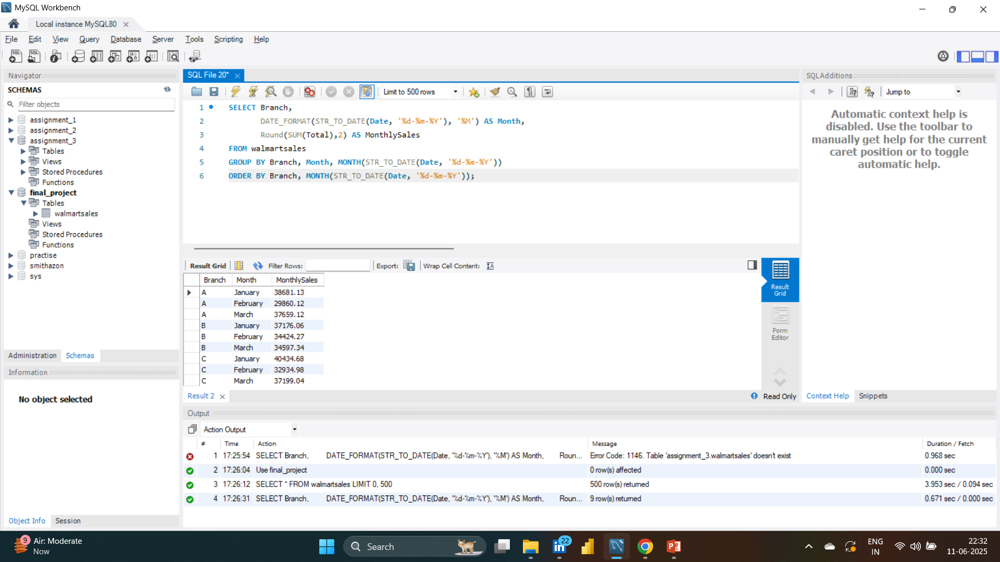 MySQL Workbench
Local instance MySQL80
File Edit View Query Database Server Tools Scripting Help
Navigator
SCHEMAS
Filter objects
assignment_1
assignment_2
assignment_3
Tables
Views
Stored Procedures
Functions
final_project
Tables
walmartsales
Views
Stored Procedures
Functions
practise
smithazon
sys
Administration Schemas
Information
No object selected
Object Info Session
SQL File 20*
Limit to 500 rows
1 SELECT Branch,
2 DATE_FORMAT(STR_TO_DATE(Date, '%d-%m-%Y'), '%M') AS Month,
3 Round(SUM(Total),2) AS MonthlySales
4 FROM walmartsales
5 GROUP BY Branch, Month, MONTH(STR_TO_DATE(Date, '%d-%m-%Y'))
6 ORDER BY Branch, MONTH(STR_TO_DATE(Date, '%d-%m-%Y'));
Result Grid Filter Rows: Export: Wrap Cell Content:
Branch Month MonthlySales
A January 38681.13
A February 29860.12
A March 37659.12
B January 37176.06
B February 34424.27
B March 34597.34
C January 40434.68
C February 32934.98
C March 37199.04
Result Grid
Form Editor
Result 2
Read Only
SQLAdditions
Jump to
Automatic context help is
disabled. Use the toolbar to
manually get help for the current
caret position or to toggle
automatic help.
Context Help Snippets
Output
Action Output
# Time Action Message Duration / Fetch
1 17:25:54 SELECT Branch, DATE_FORMAT(STR_TO_DATE(Date, '%d-%m-%Y'), '%M') AS Month, Roun... Error Code: 1146. Table 'assignment_3.walmartsales' doesn't exist 0.968 sec
2 17:26:04 Use final_project 0 row(s) affected 0.000 sec
3 17:26:12 SELECT * FROM walmartsales LIMIT 0, 500 500 row(s) returned 3.953 sec / 0.094 sec
4 17:26:31 SELECT Branch, DATE_FORMAT(STR_TO_DATE(Date, '%d-%m-%Y'), '%M') AS Month, Roun... 9 row(s) returned 0.671 sec / 0.000 sec
9
Air: Moderate
Now
Search
22
ENG
IN
22:32
11-06-2025